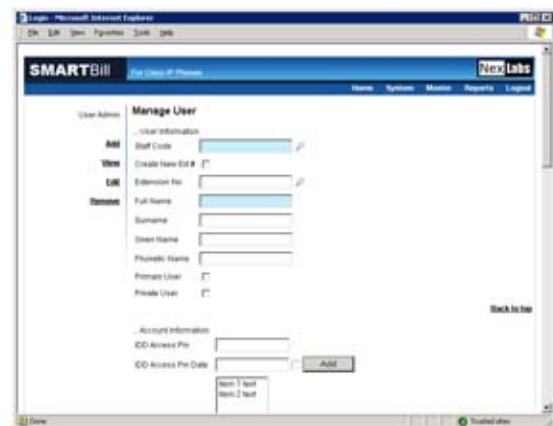 Login - Microsoft Internet Explorer
File Edit View Favorites Tools Help
SMARTBill
For Cisco IP Phones
Nex Labs
Home System Master Reports Logout
User Admin
Add
View
Edit
Remove
Manage User
.. User Information
Staff Code
Create New Ext #
Extension No
Full Name
Surname
Given Name
Phonetic Name
Primary User
Private User
Back to top
.. Account Information
IDD Access Pin
IDD Access Pin Date
Add
Item 1 text
Item 2 text
Done
Trusted sites